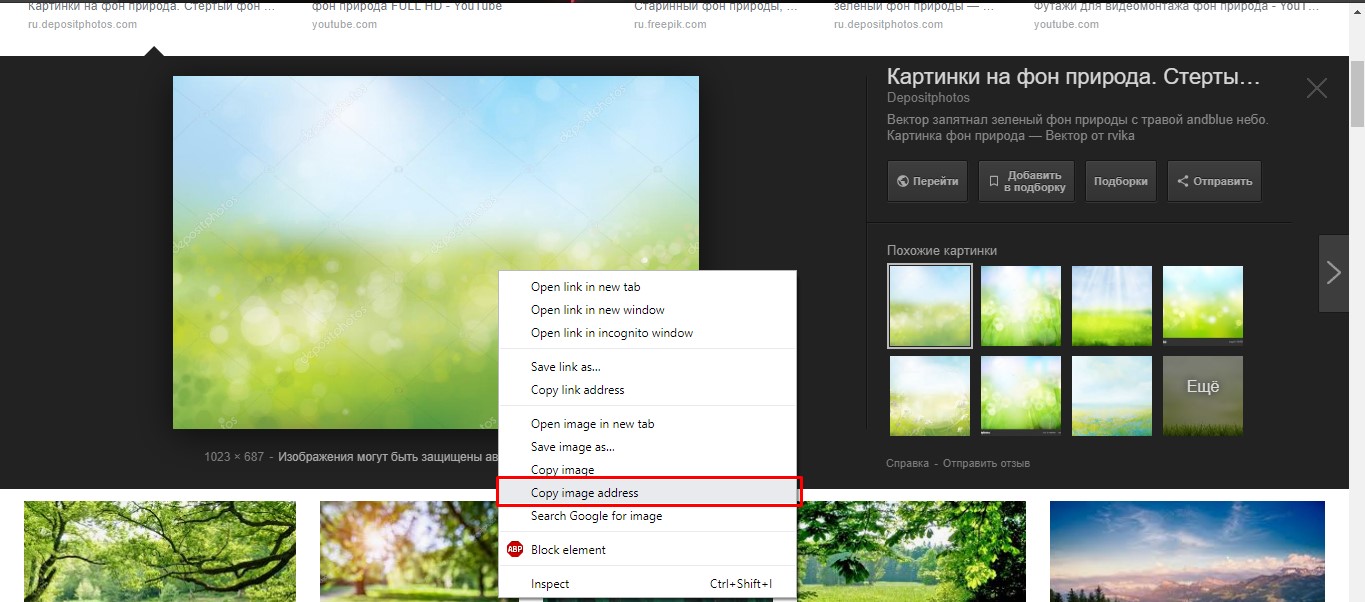 Картинки на фон природа. Стертый фон ...
ru.depositphotos.com
фон природа FULL HD - YouTube
youtube.com
Старинный фон природы, ...
ru.freepik.com
зеленый фон природы — ...
ru.depositphotos.com
Футажи для видеомонтажа фон природа - YouT...
youtube.com
depositphotos
depositphotos
depositphotos
depositphotos
1023 × 687 - Изображения могут быть защищены ав
Картинки на фон природа. Стерты...
Depositphotos
Вектор запятнал зеленый фон природы с травой andblue небо.
Картинка фон природа — Вектор от rvika
Перейти
Добавить
в подборку
Подборки
Отправить
Похожие картинки
Ещё
Справка - Отправить отзыв
Open link in new tab
Open link in new window
Open link in incognito window
Save link as...
Copy link address
Open image in new tab
Save image as...
Copy image
Copy image address
Search Google for image
ABP Block element
Inspect Ctrl+Shift+I